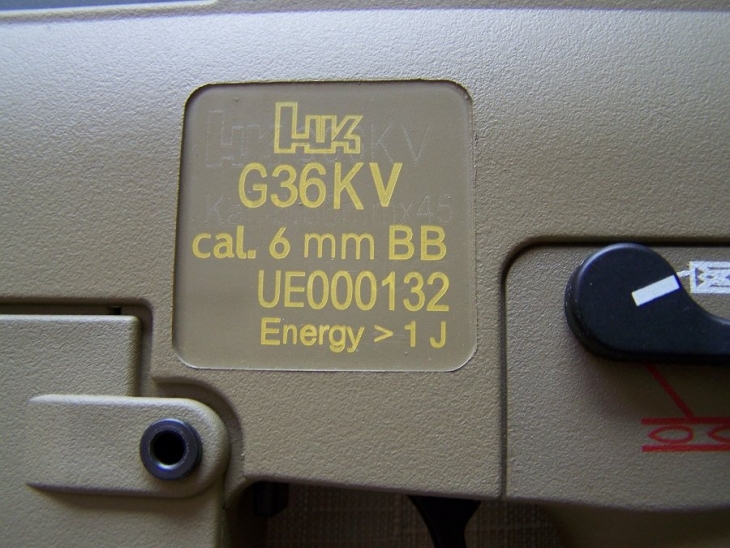 HK
G36KV
cal. 6 mm BB
UE000132
Energy > 1 J